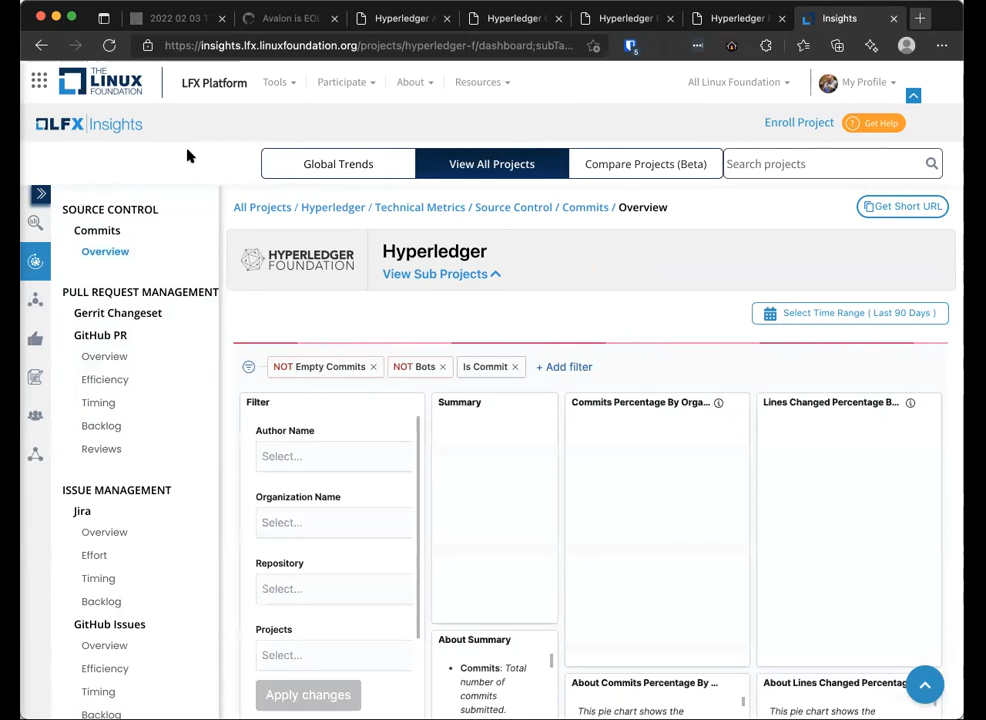 2022 02 03 T
Avalon is EOL
Hyperledger
Hyperledger
Hyperledger
Hyperledger
Insights
https://insights.lfx.linuxfoundation.org/projects/hyperledger-f/dashboard;subTa...
5
THE LINUX FOUNDATION
LFX Platform
Tools
Participate
About
Resources
All Linux Foundation
My Profile
LFX Insights
Enroll Project
? Get Help
Global Trends
View All Projects
Compare Projects (Beta)
Search projects
SOURCE CONTROL
Commits
Overview
PULL REQUEST MANAGEMENT
Gerrit Changeset
GitHub PR
Overview
Efficiency
Timing
Backlog
Reviews
ISSUE MANAGEMENT
Jira
Overview
Effort
Timing
Backlog
GitHub Issues
Overview
Efficiency
Timing
Backlog
All Projects / Hyperledger / Technical Metrics / Source Control / Commits / Overview
Get Short URL
HYPERLEDGER FOUNDATION
Hyperledger
View Sub Projects
Select Time Range ( Last 90 Days )
NOT Empty Commits ×
NOT Bots ×
Is Commit ×
+ Add filter
Filter
Author Name
Select...
Organization Name
Select...
Repository
Select...
Projects
Select...
Apply changes
Summary
About Summary
• Commits: Total
number of
commits
submitted.
Commits Percentage By Orga...
About Commits Percentage By ...
This pie chart shows the
Lines Changed Percentage B...
About Lines Changed Percentag
This pie chart shows the